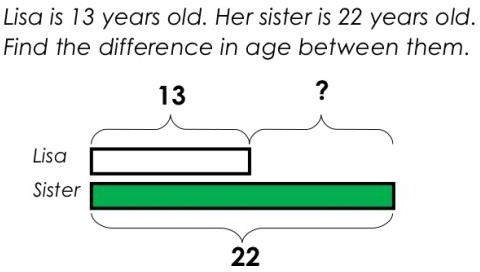 Lisa is 13 years old. Her sister is 22 years old.
Find the difference in age between them.
13 ?
Lisa
Sister
22